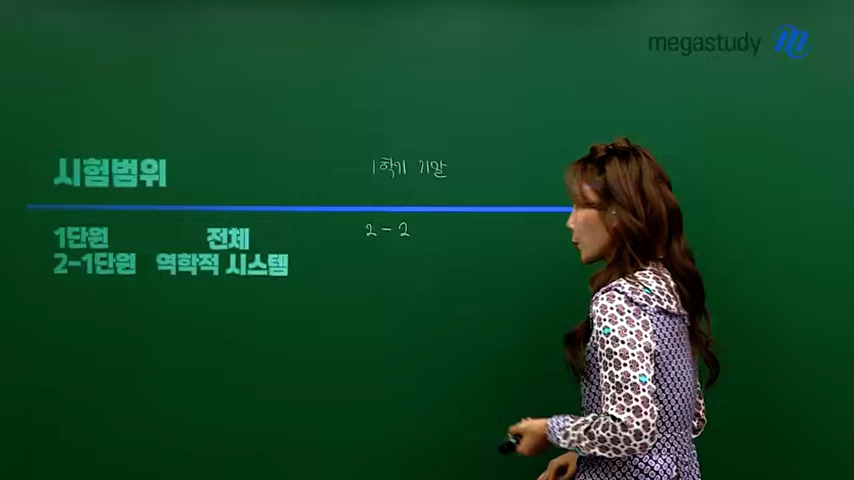 megastudy
시험범위
1학기 기말
1단원 전체
2-2
2-1단원 역학적 시스템